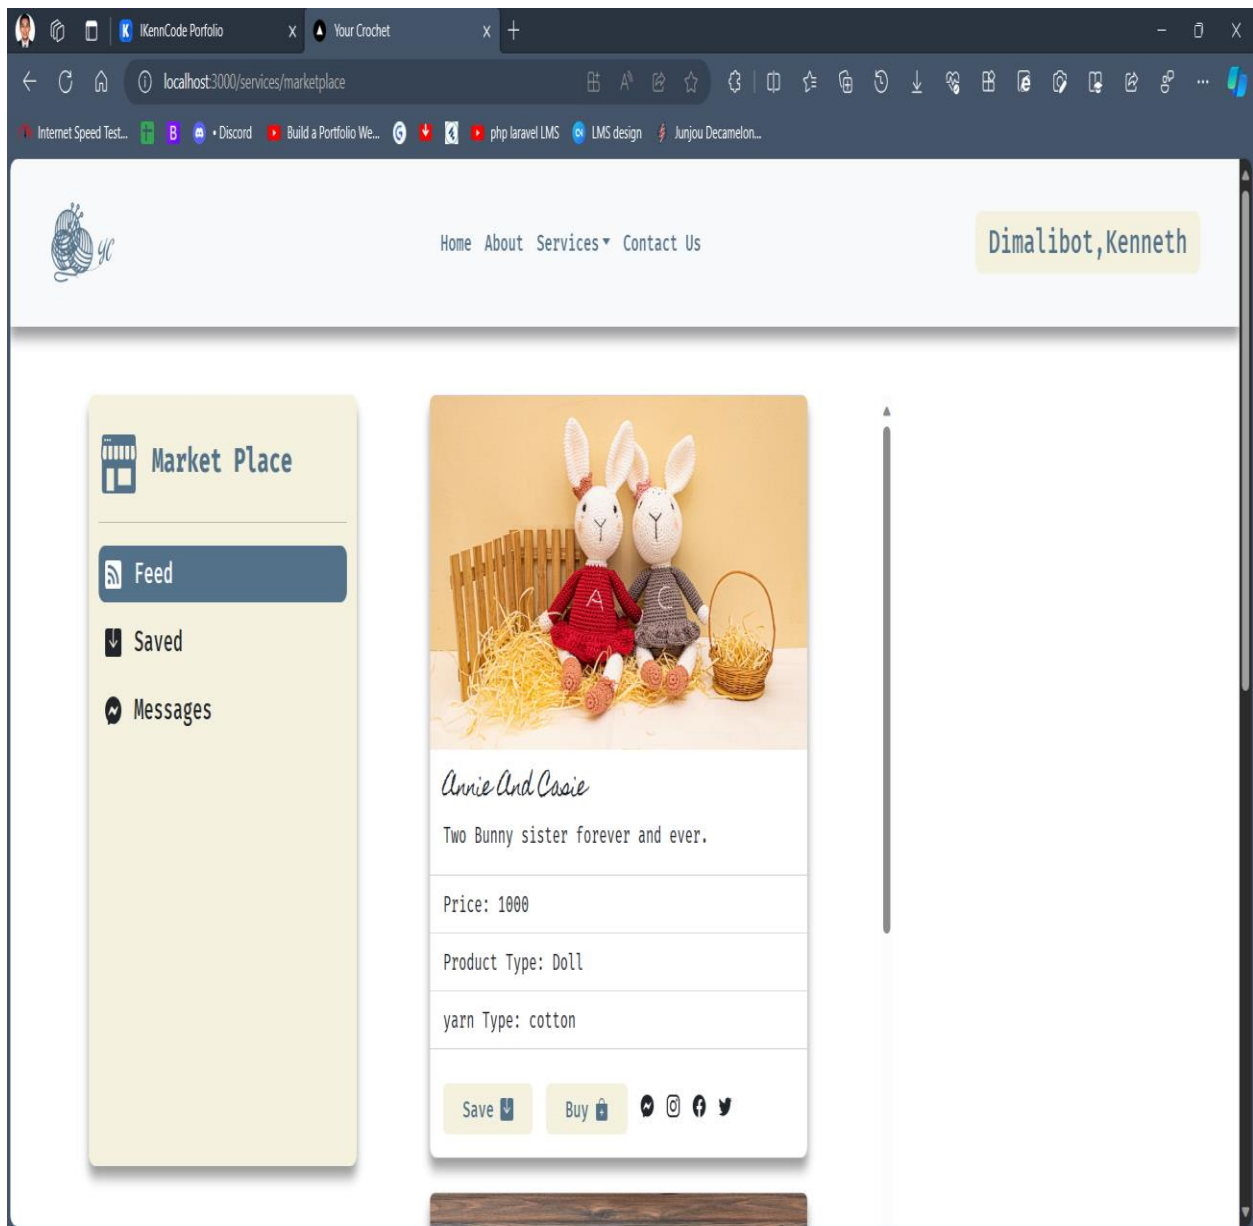 IKennCode Porfolio
Your Crochet
localhost:3000/services/marketplace
Internet Speed Test...
B
• Discord
Build a Portfolio We...
php laravel LMS
LMS design
Junjou Decamelon...
YC
Home About Services Contact Us
Dimalibot,Kenneth
Market Place
Feed
Saved
Messages
A C
Annie And Casie
Two Bunny sister forever and ever.
Price: 1000
Product Type: Doll
yarn Type: cotton
Save
Buy